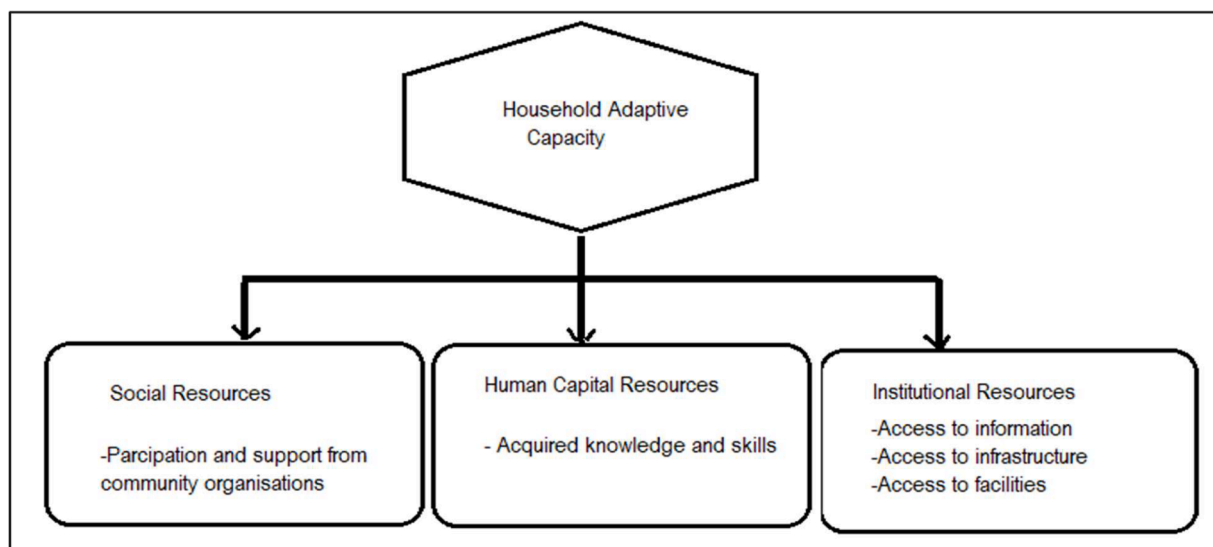 Household Adaptive
Capacity
Social Resources
-Parcipation and support from
community organisations
Human Capital Resources
- Acquired knowledge and skills
Institutional Resources
-Access to information
-Access to infrastructure
-Access to facilities